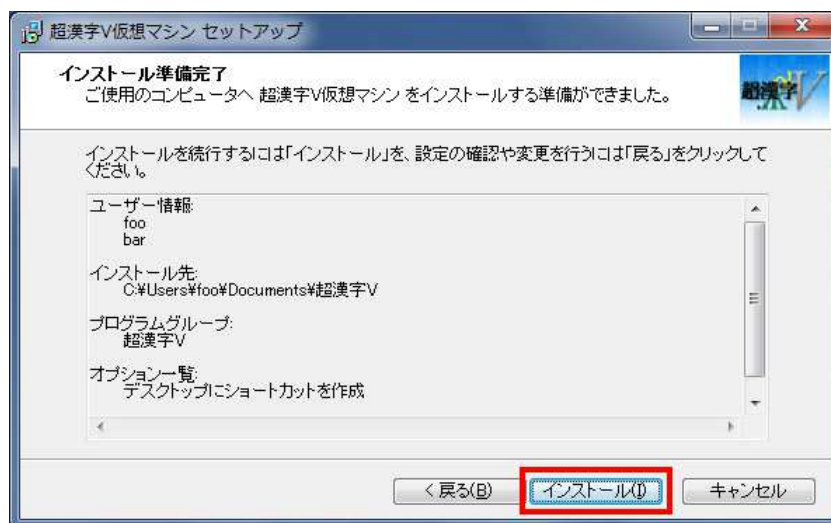 超漢字V仮想マシン セットアップ
インストール準備完了
ご使用のコンピュータへ 超漢字V仮想マシン をインストールする準備ができました。
超漢字V
インストールを続行するには「インストール」を、設定の確認や変更を行うには「戻る」をクリックして
ください。
ユーザー情報:
foo
bar
インストール先:
C:¥Users¥foo¥Documents¥超漢字V
プログラムグループ:
超漢字V
オプション一覧:
デスクトップにショートカットを作成
< 戻る(B)
インストール(I)
キャンセル